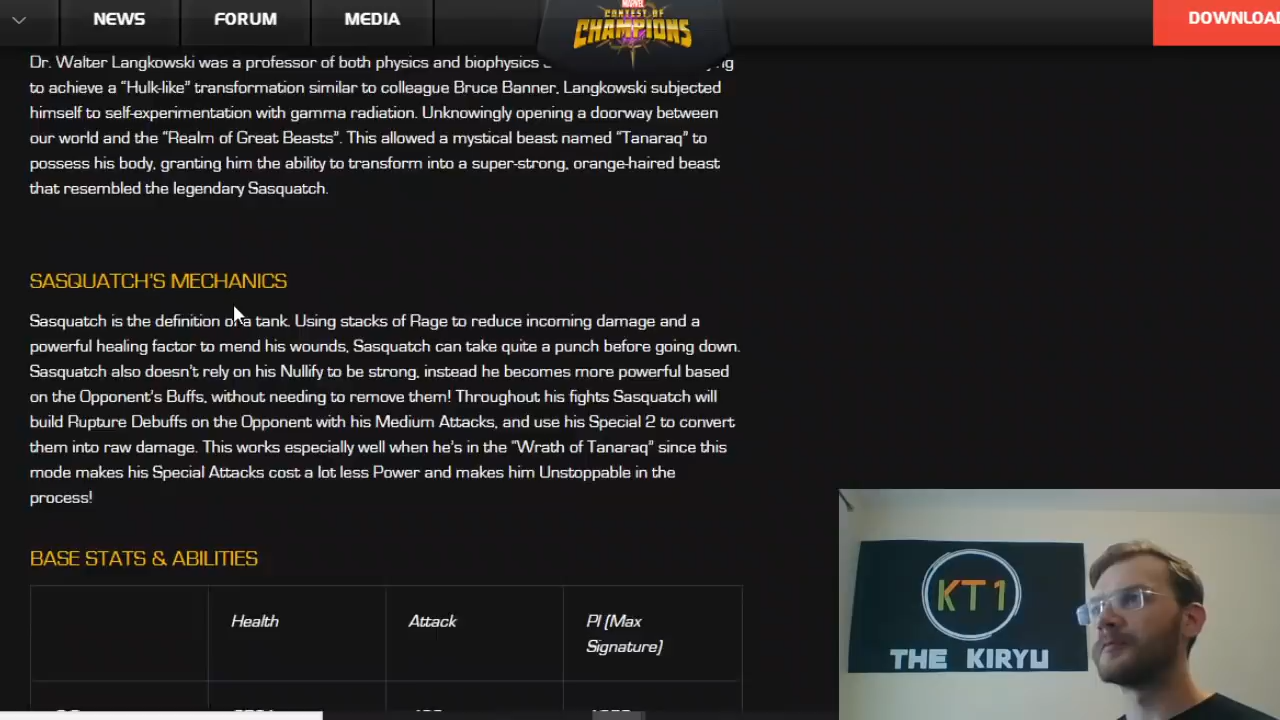 NEWS FORUM MEDIA
MARVEL
CONTEST OF
CHAMPIONS
DOWNLOA
Dr. Walter Langkowski was a professor of both physics and biophysics
to achieve a “Hulk-like” transformation similar to colleague Bruce Banner, Langkowski subjected
himself to self-experimentation with gamma radiation. Unknowingly opening a doorway between
our world and the “Realm of Great Beasts”. This allowed a mystical beast named “Tanaraq” to
possess his body, granting him the ability to transform into a super-strong, orange-haired beast
that resembled the legendary Sasquatch.
SASQUATCH'S MECHANICS
Sasquatch is the definition of a tank. Using stacks of Rage to reduce incoming damage and a
powerful healing factor to mend his wounds, Sasquatch can take quite a punch before going down.
Sasquatch also doesn't rely on his Nullify to be strong, instead he becomes more powerful based
on the Opponent's Buffs, without needing to remove them! Throughout his fights Sasquatch will
build Rupture Debuffs on the Opponent with his Medium Attacks, and use his Special 2 to convert
them into raw damage. This works especially well when he's in the “Wrath of Tanaraq” since this
mode makes his Special Attacks cost a lot less Power and makes him Unstoppable in the
process!
BASE STATS & ABILITIES
Health Attack PI (Max
Signature)
KT1
THE KIRYU